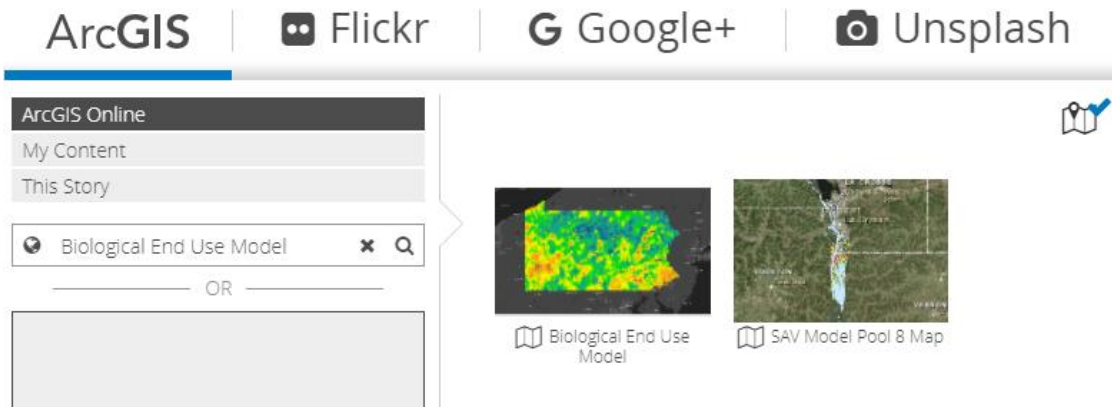 ArcGIS
Flickr
Google+
Unsplash
ArcGIS Online
My Content
This Story
Biological End Use Model
OR
Biological End Use
Model
SAV Model Pool 8 Map